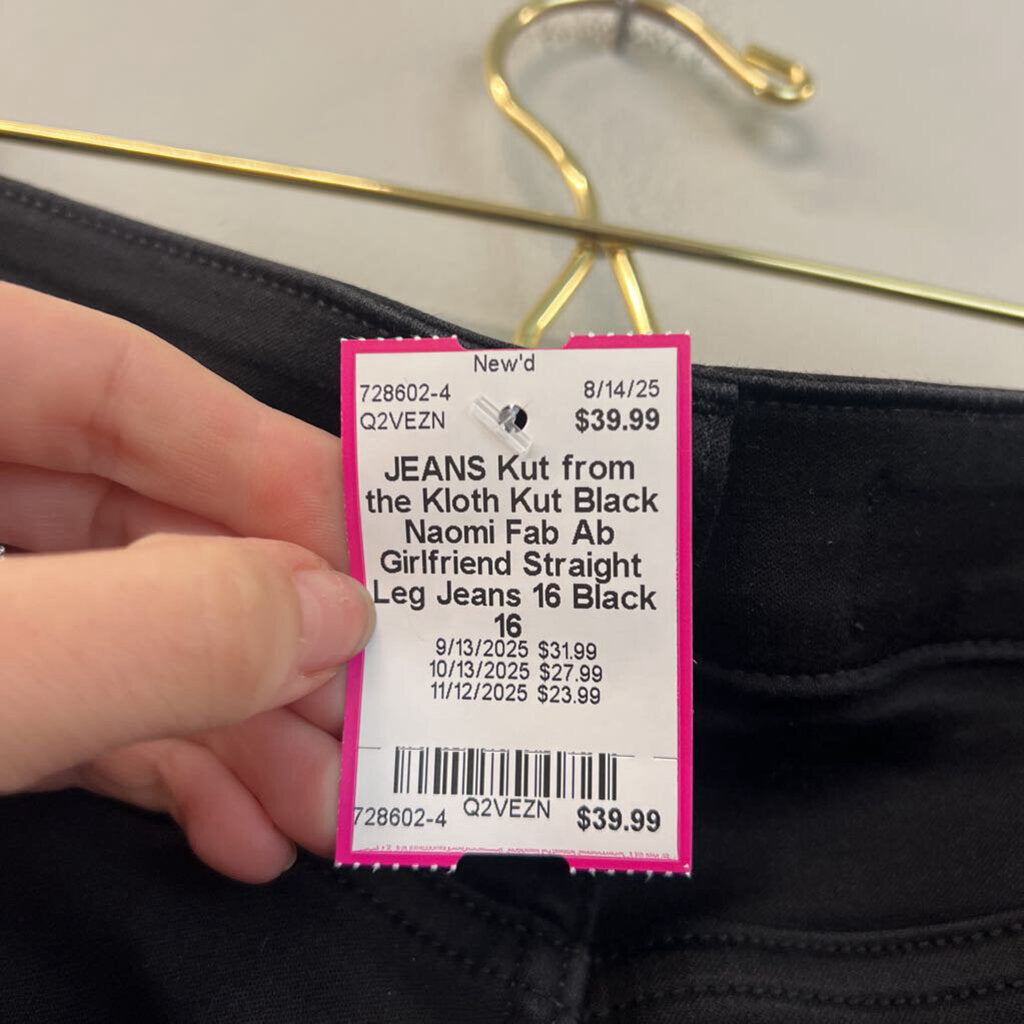 New'd
728602-4 8/14/25
Q2VEZN $39.99
JEANS Kut from
the Kloth Kut Black
Naomi Fab Ab
Girlfriend Straight
Leg Jeans 16 Black
16
9/13/2025 $31.99
10/13/2025 $27.99
11/12/2025 $23.99
728602-4 Q2VEZN $39.99